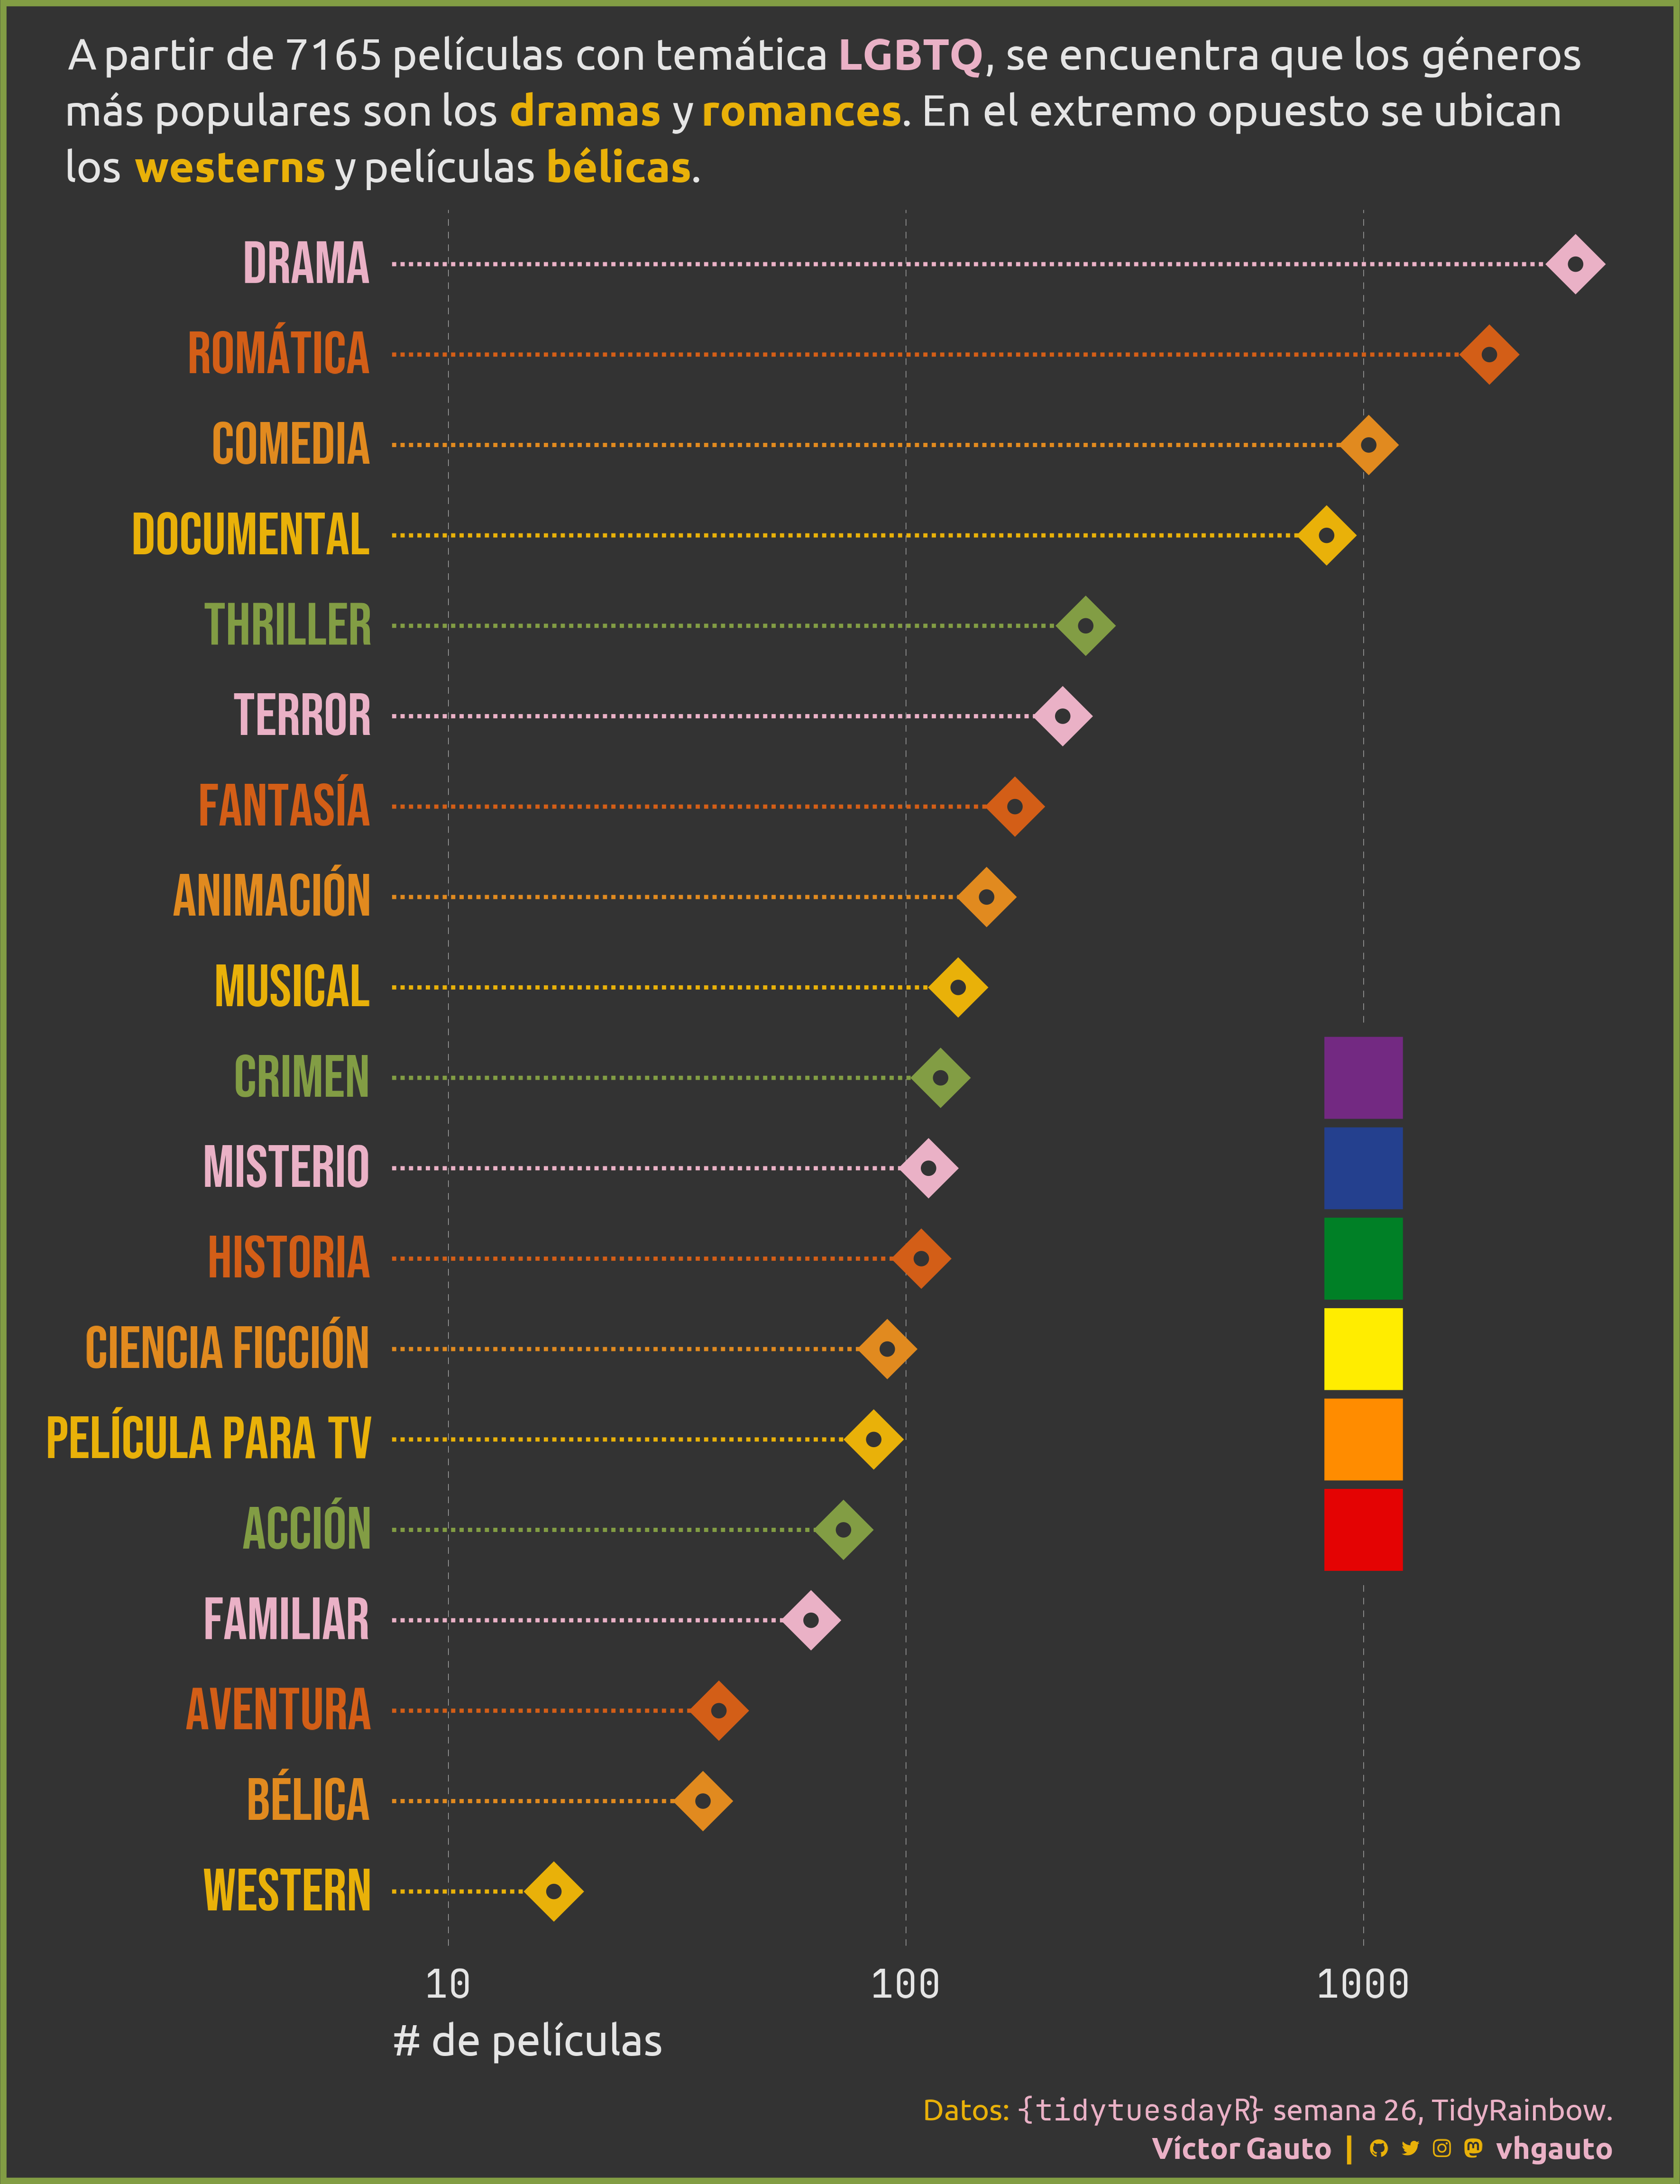 A partir de 7165 películas con temática LGBTQ, se encuentra que los géneros
más populares son los dramas y romances. En el extremo opuesto se ubican
los westerns y películas bélicas.
DRAMA
ROMÁTICA
COMEDIA
DOCUMENTAL
THRILLER
TERROR
FANTASÍA
ANIMACIÓN
MUSICAL
CRIMEN
MISTERIO
HISTORIA
CIENCIA FICCIÓN
PELÍCULA PARA TV
ACCIÓN
FAMILIAR
AVENTURA
BÉLICA
WESTERN
10 100 1000
# de películas
Datos: {tidytuesdayR} semana 26, TidyRainbow.
Víctor Gauto | vhgauto